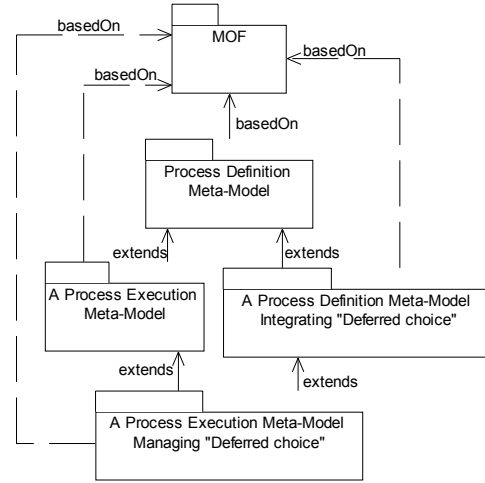 basedOn
MOF
basedOn
basedOn
basedOn
Process Definition
Meta-Model
extends
extends
A Process Execution
Meta-Model
A Process Definition Meta-Model
Integrating "Deferred choice"
extends
extends
A Process Execution Meta-Model
Managing "Deferred choice"